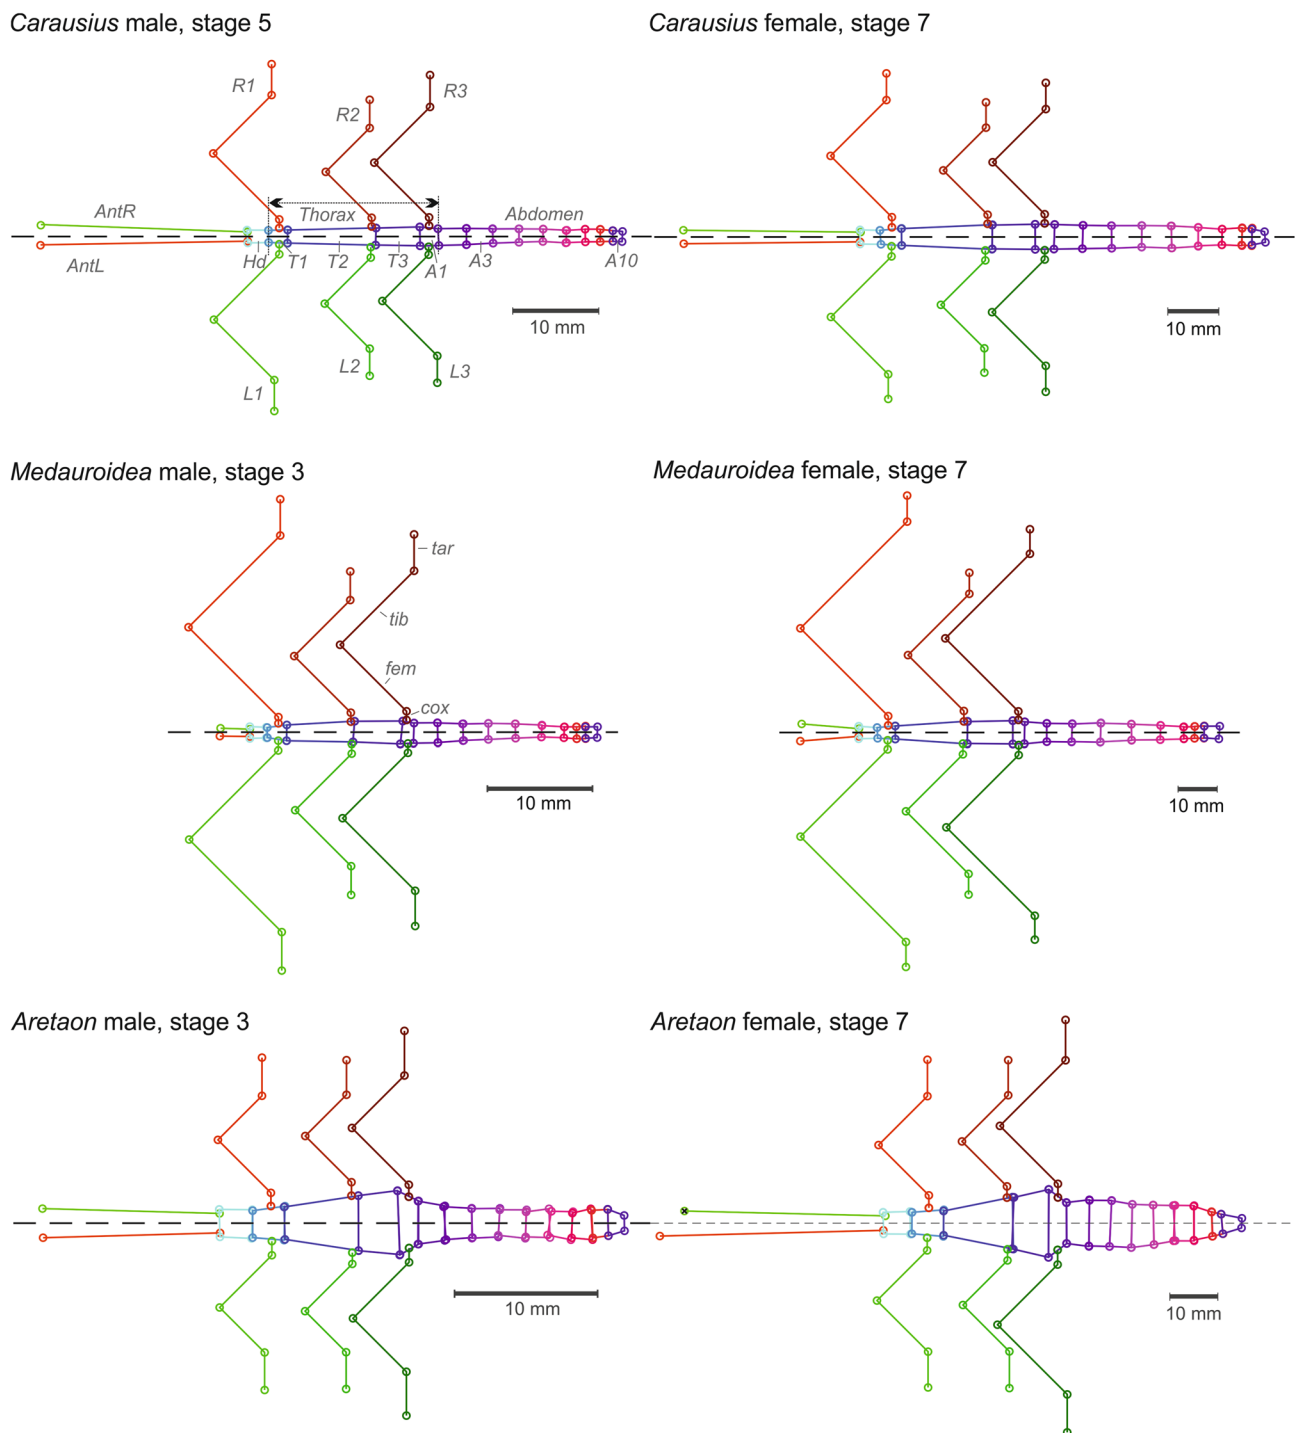 Carausius male, stage 5
Carausius female, stage 7
R1
R2
R3
AntR
Thorax
Abdomen
AntL
Hd
T1
T2
T3
A1
A3
A10
10 mm
10 mm
L1
L2
L3
Medauroidea male, stage 3
Medauroidea female, stage 7
tar
tib
fem
cox
10 mm
10 mm
Aretaon male, stage 3
Aretaon female, stage 7
10 mm
10 mm